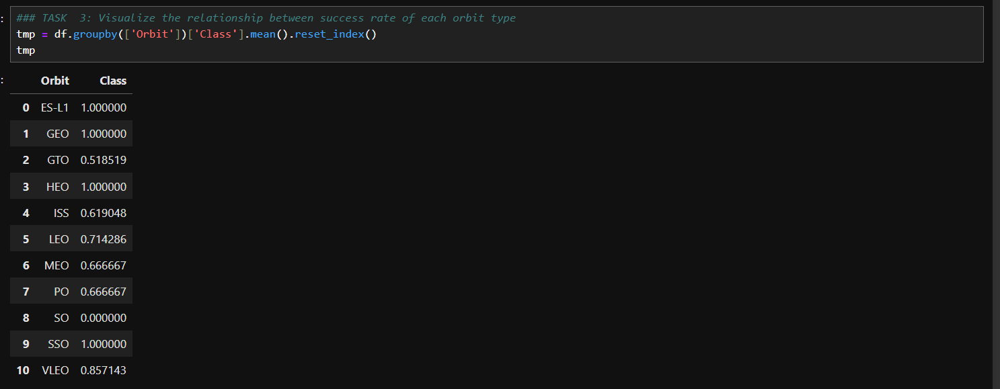 : ### TASK  3: Visualize the relationship between success rate of each orbit type
tmp = df.groupby(['Orbit'])['Class'].mean().reset_index()
tmp
: Orbit Class
0 ES-L1 1.000000
1 GEO 1.000000
2 GTO 0.518519
3 HEO 1.000000
4 ISS 0.619048
5 LEO 0.714286
6 MEO 0.666667
7 PO 0.666667
8 SO 0.000000
9 SSO 1.000000
10 VLEO 0.857143